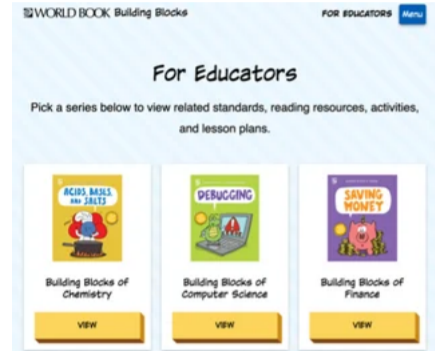 WORLD BOOK Building Blocks
FOR EDUCATORS Menu
For Educators
Pick a series below to view related standards, reading resources, activities,
and lesson plans.
ACIDS, BASES,
AND SALTS
DEBUGGING
SAVING
MONEY
Building Blocks of
Chemistry
Building Blocks of
Computer Science
Building Blocks of
Finance
VIEW
VIEW
VIEW